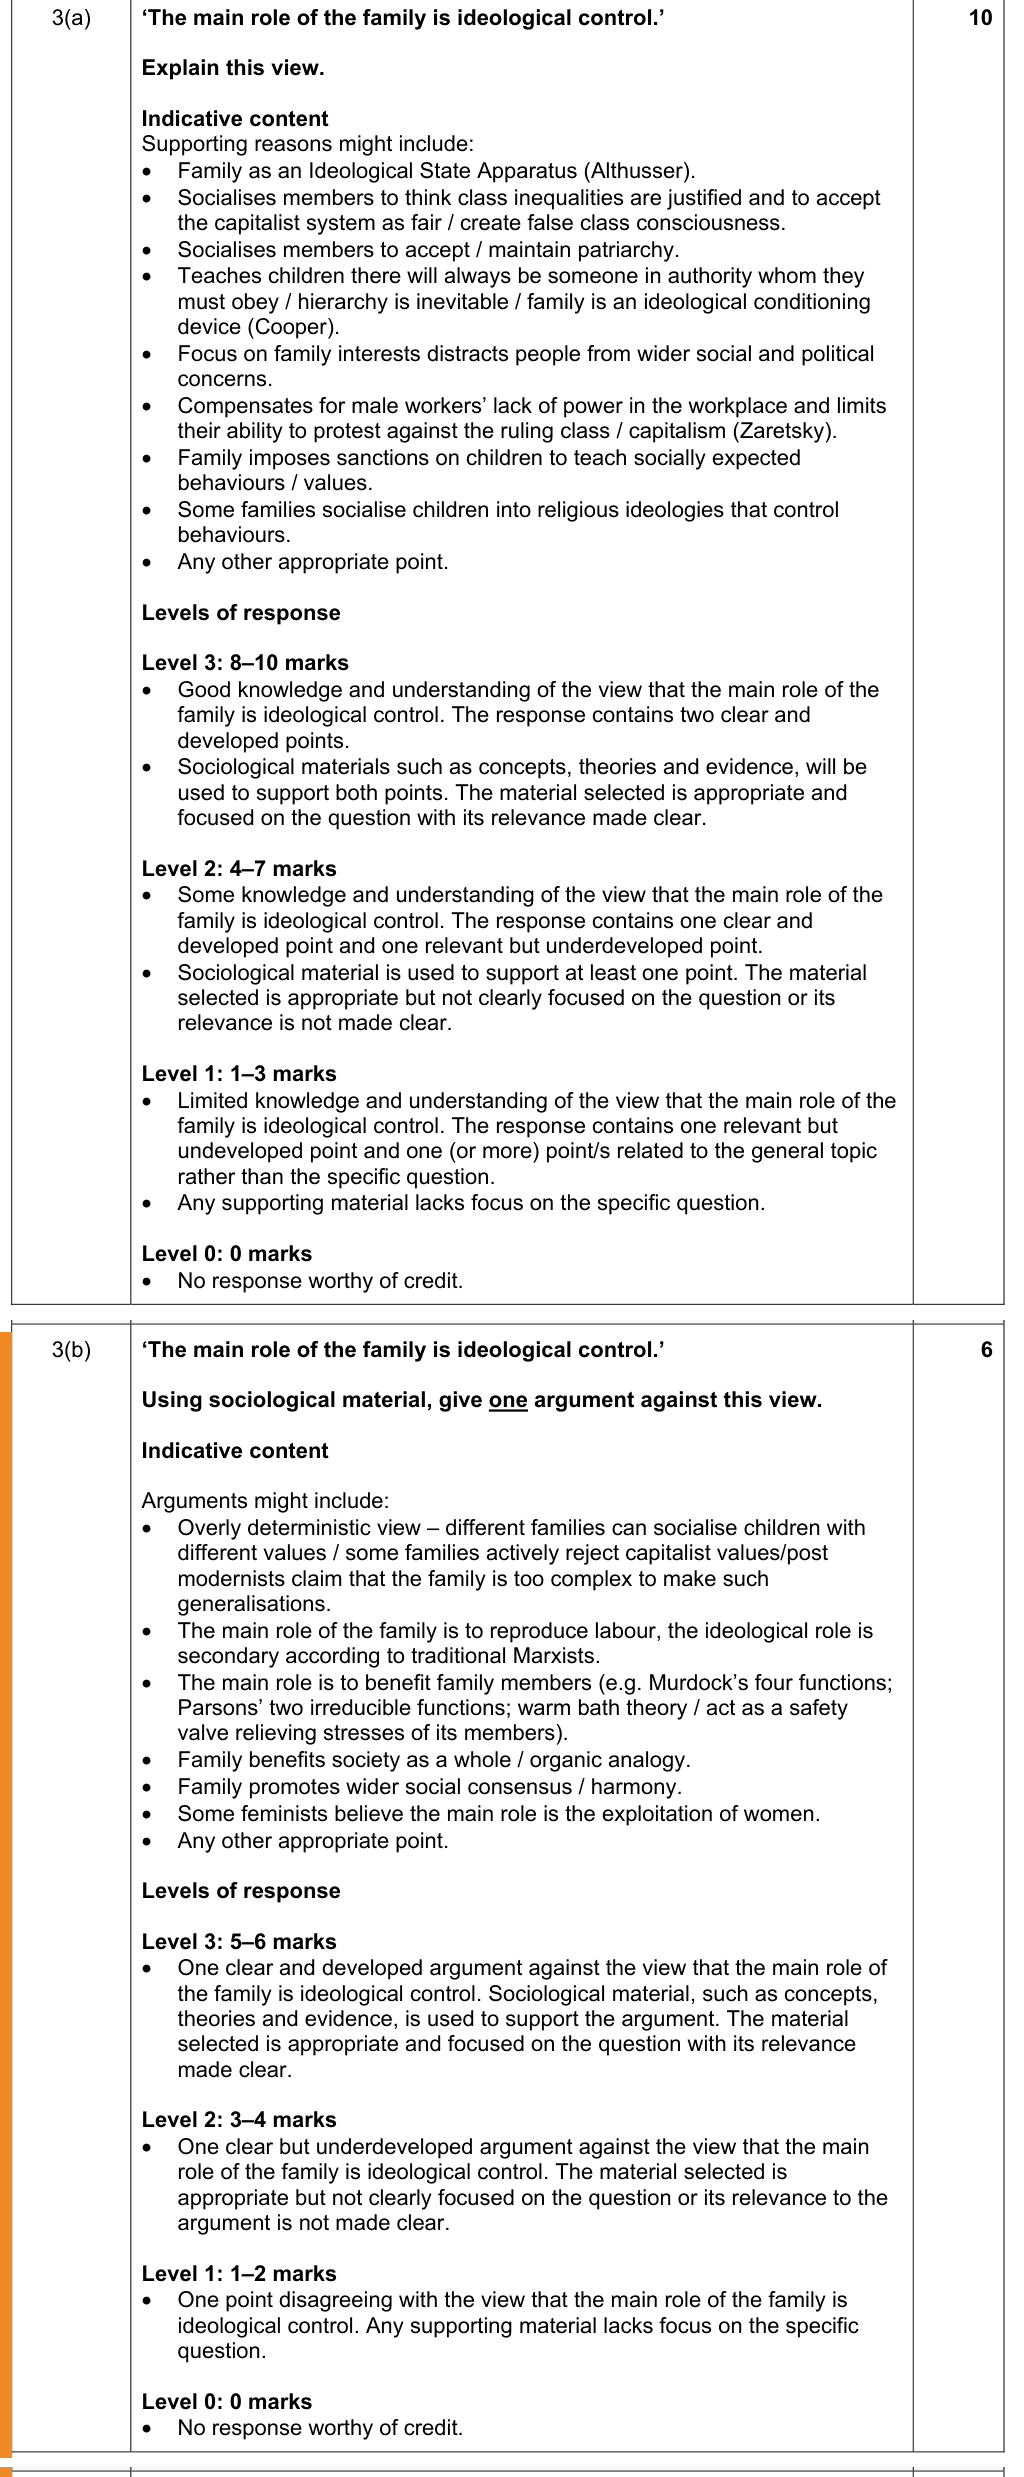 3(a) ‘The main role of the family is ideological control.’ 10
Explain this view.
Indicative content
Supporting reasons might include:
• Family as an Ideological State Apparatus (Althusser).
• Socialises members to think class inequalities are justified and to accept
the capitalist system as fair / create false class consciousness.
• Socialises members to accept / maintain patriarchy.
• Teaches children there will always be someone in authority whom they
must obey / hierarchy is inevitable / family is an ideological conditioning
device (Cooper).
• Focus on family interests distracts people from wider social and political
concerns.
• Compensates for male workers’ lack of power in the workplace and limits
their ability to protest against the ruling class / capitalism (Zaretsky).
• Family imposes sanctions on children to teach socially expected
behaviours / values.
• Some families socialise children into religious ideologies that control
behaviours.
• Any other appropriate point.
Levels of response
Level 3: 8–10 marks
• Good knowledge and understanding of the view that the main role of the
family is ideological control. The response contains two clear and
developed points.
• Sociological materials such as concepts, theories and evidence, will be
used to support both points. The material selected is appropriate and
focused on the question with its relevance made clear.
Level 2: 4–7 marks
• Some knowledge and understanding of the view that the main role of the
family is ideological control. The response contains one clear and
developed point and one relevant but underdeveloped point.
• Sociological material is used to support at least one point. The material
selected is appropriate but not clearly focused on the question or its
relevance is not made clear.
Level 1: 1–3 marks
• Limited knowledge and understanding of the view that the main role of the
family is ideological control. The response contains one relevant but
undeveloped point and one (or more) point/s related to the general topic
rather than the specific question.
• Any supporting material lacks focus on the specific question.
Level 0: 0 marks
• No response worthy of credit.
3(b) ‘The main role of the family is ideological control.’ 6
Using sociological material, give one argument against this view.
Indicative content
Arguments might include:
• Overly deterministic view – different families can socialise children with
different values / some families actively reject capitalist values/post
modernists claim that the family is too complex to make such
generalisations.
• The main role of the family is to reproduce labour, the ideological role is
secondary according to traditional Marxists.
• The main role is to benefit family members (e.g. Murdock’s four functions;
Parsons’ two irreducible functions; warm bath theory / act as a safety
valve relieving stresses of its members).
• Family benefits society as a whole / organic analogy.
• Family promotes wider social consensus / harmony.
• Some feminists believe the main role is the exploitation of women.
• Any other appropriate point.
Levels of response
Level 3: 5–6 marks
• One clear and developed argument against the view that the main role of
the family is ideological control. Sociological material, such as concepts,
theories and evidence, is used to support the argument. The material
selected is appropriate and focused on the question with its relevance
made clear.
Level 2: 3–4 marks
• One clear but underdeveloped argument against the view that the main
role of the family is ideological control. The material selected is
appropriate but not clearly focused on the question or its relevance to the
argument is not made clear.
Level 1: 1–2 marks
• One point disagreeing with the view that the main role of the family is
ideological control. Any supporting material lacks focus on the specific
question.
Level 0: 0 marks
• No response worthy of credit.